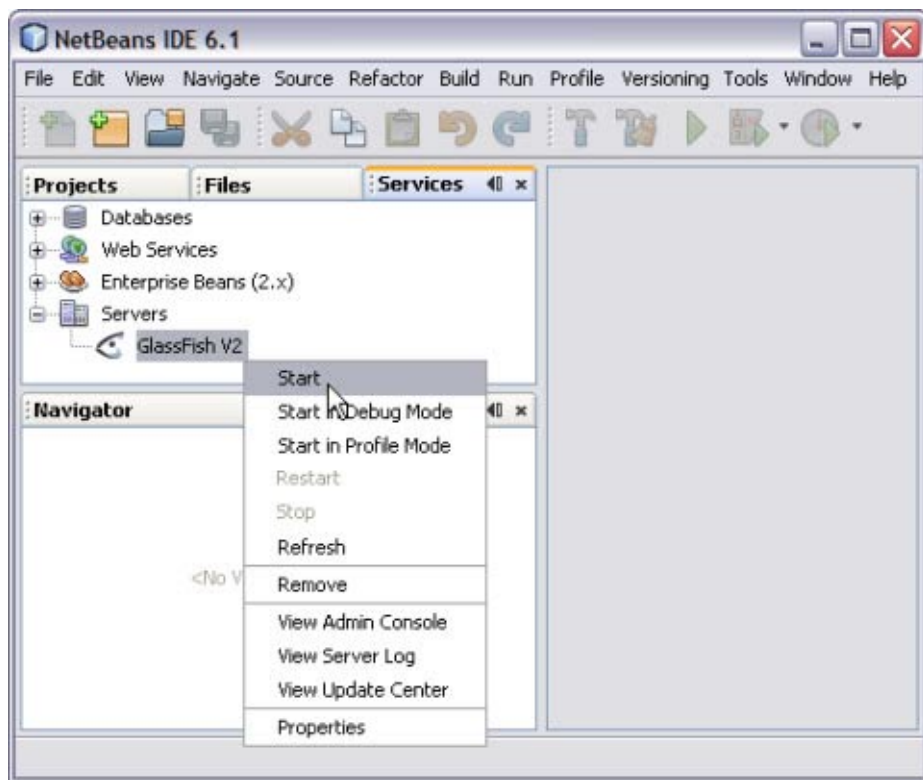 NetBeans IDE 6.1
File Edit View Navigate Source Refactor Build Run Profile Versioning Tools Window Help
Projects Files Services
Databases
Web Services
Enterprise Beans (2.x)
Servers
GlassFish V2
Start
Navigator
Start in Debug Mode
Start in Profile Mode
Restart
Stop
Refresh
<No V
Remove
View Admin Console
View Server Log
View Update Center
Properties